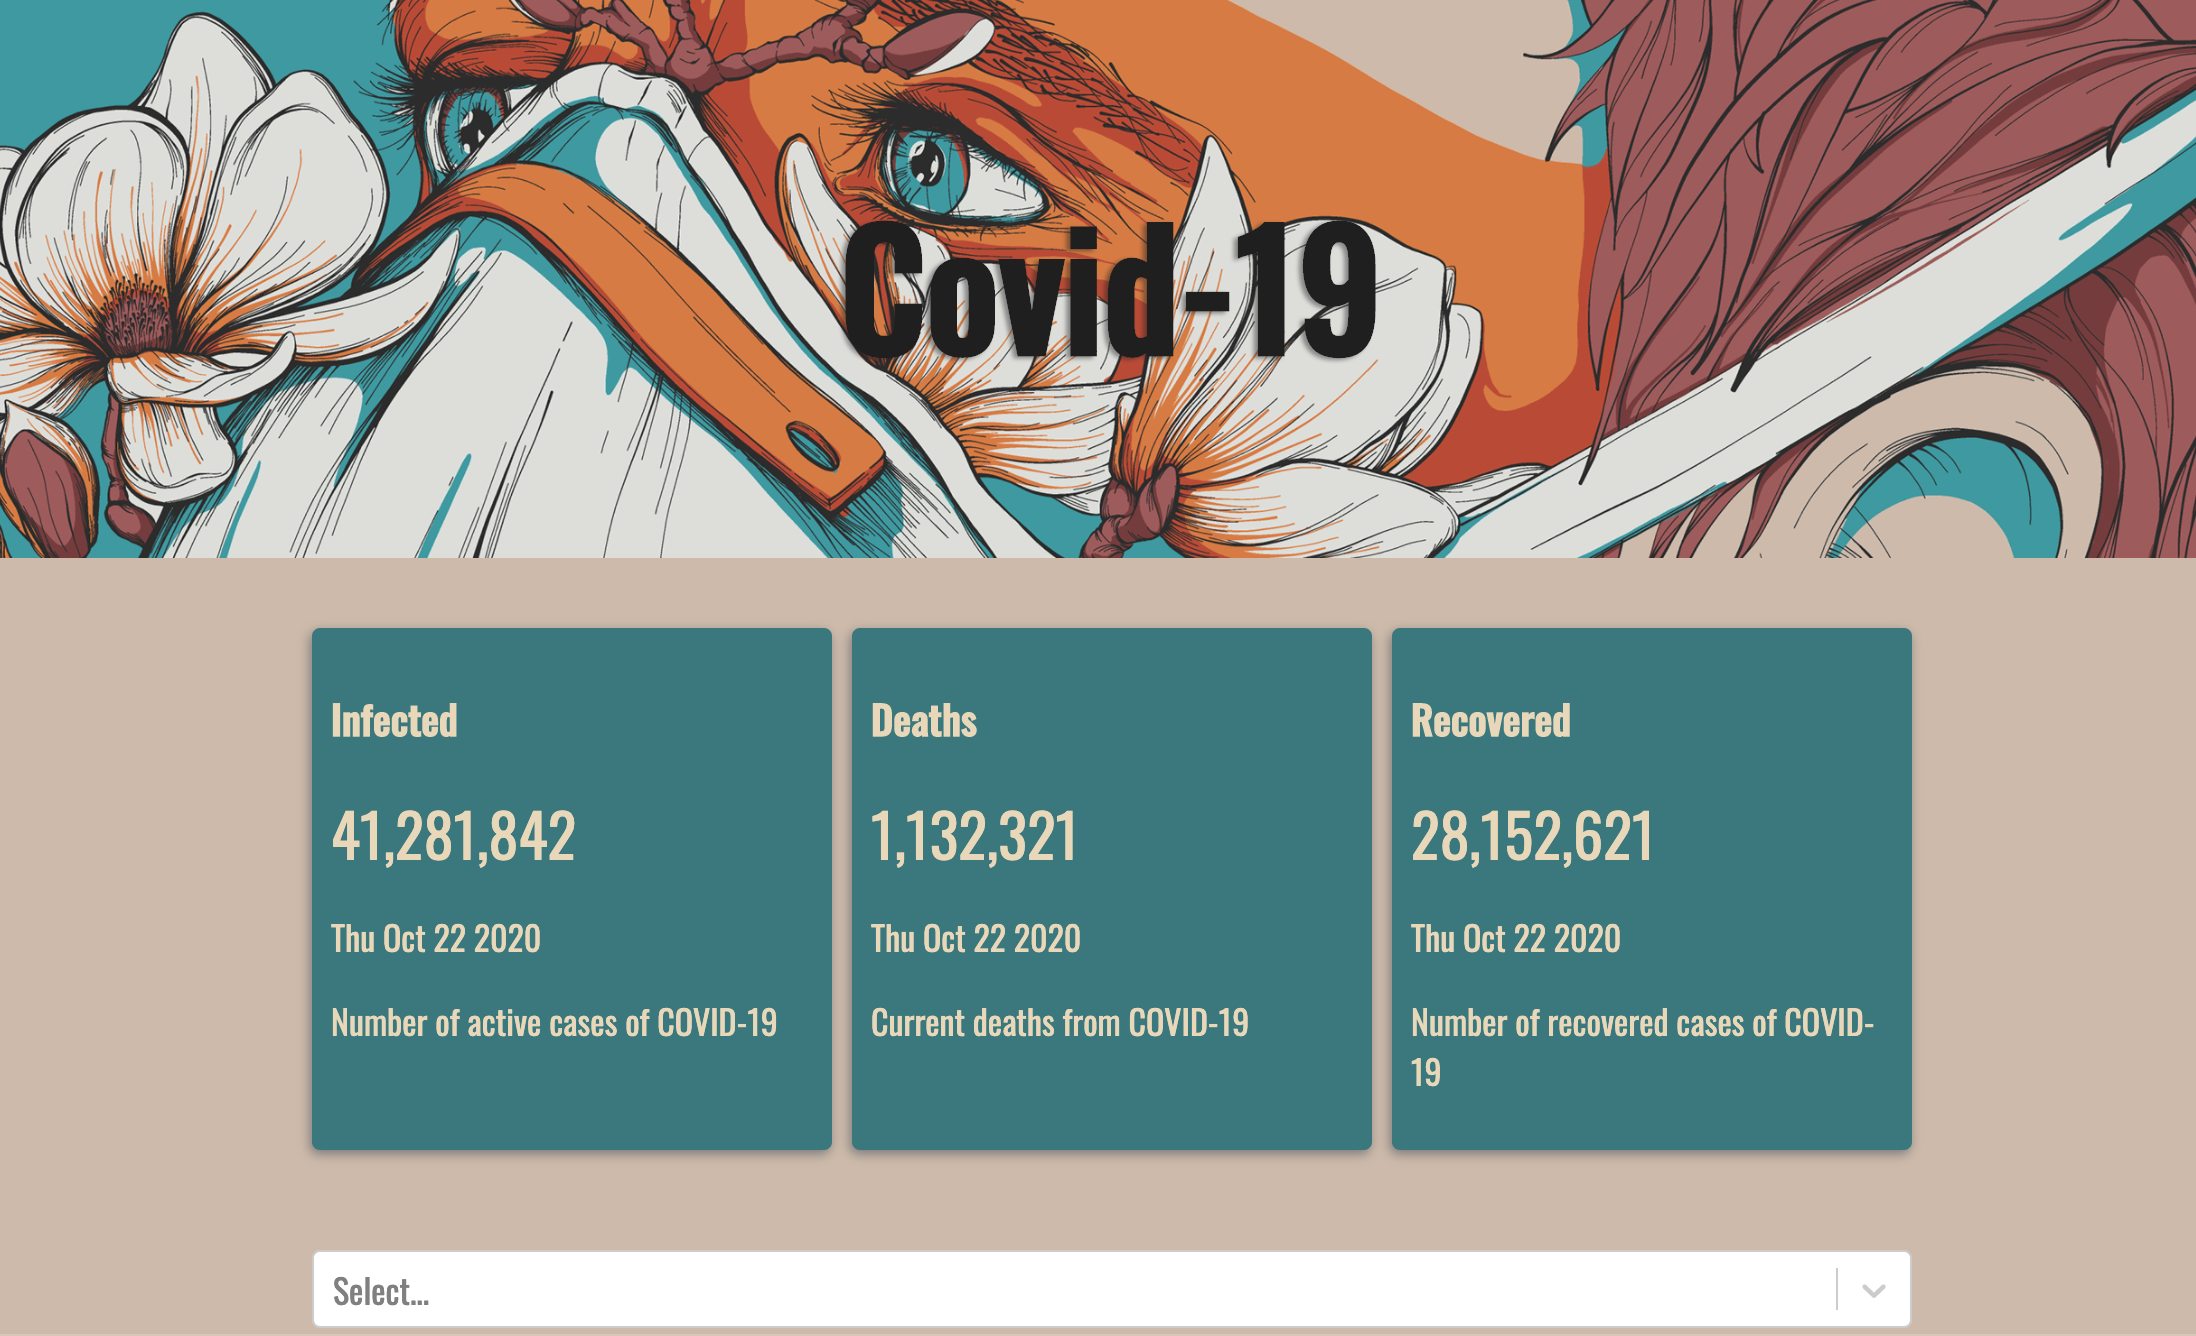 Covid-19
Infected
41,281,842
Thu Oct 22 2020
Number of active cases of COVID-19
Deaths
1,132,321
Thu Oct 22 2020
Current deaths from COVID-19
Recovered
28,152,621
Thu Oct 22 2020
Number of recovered cases of COVID-
19
Select...